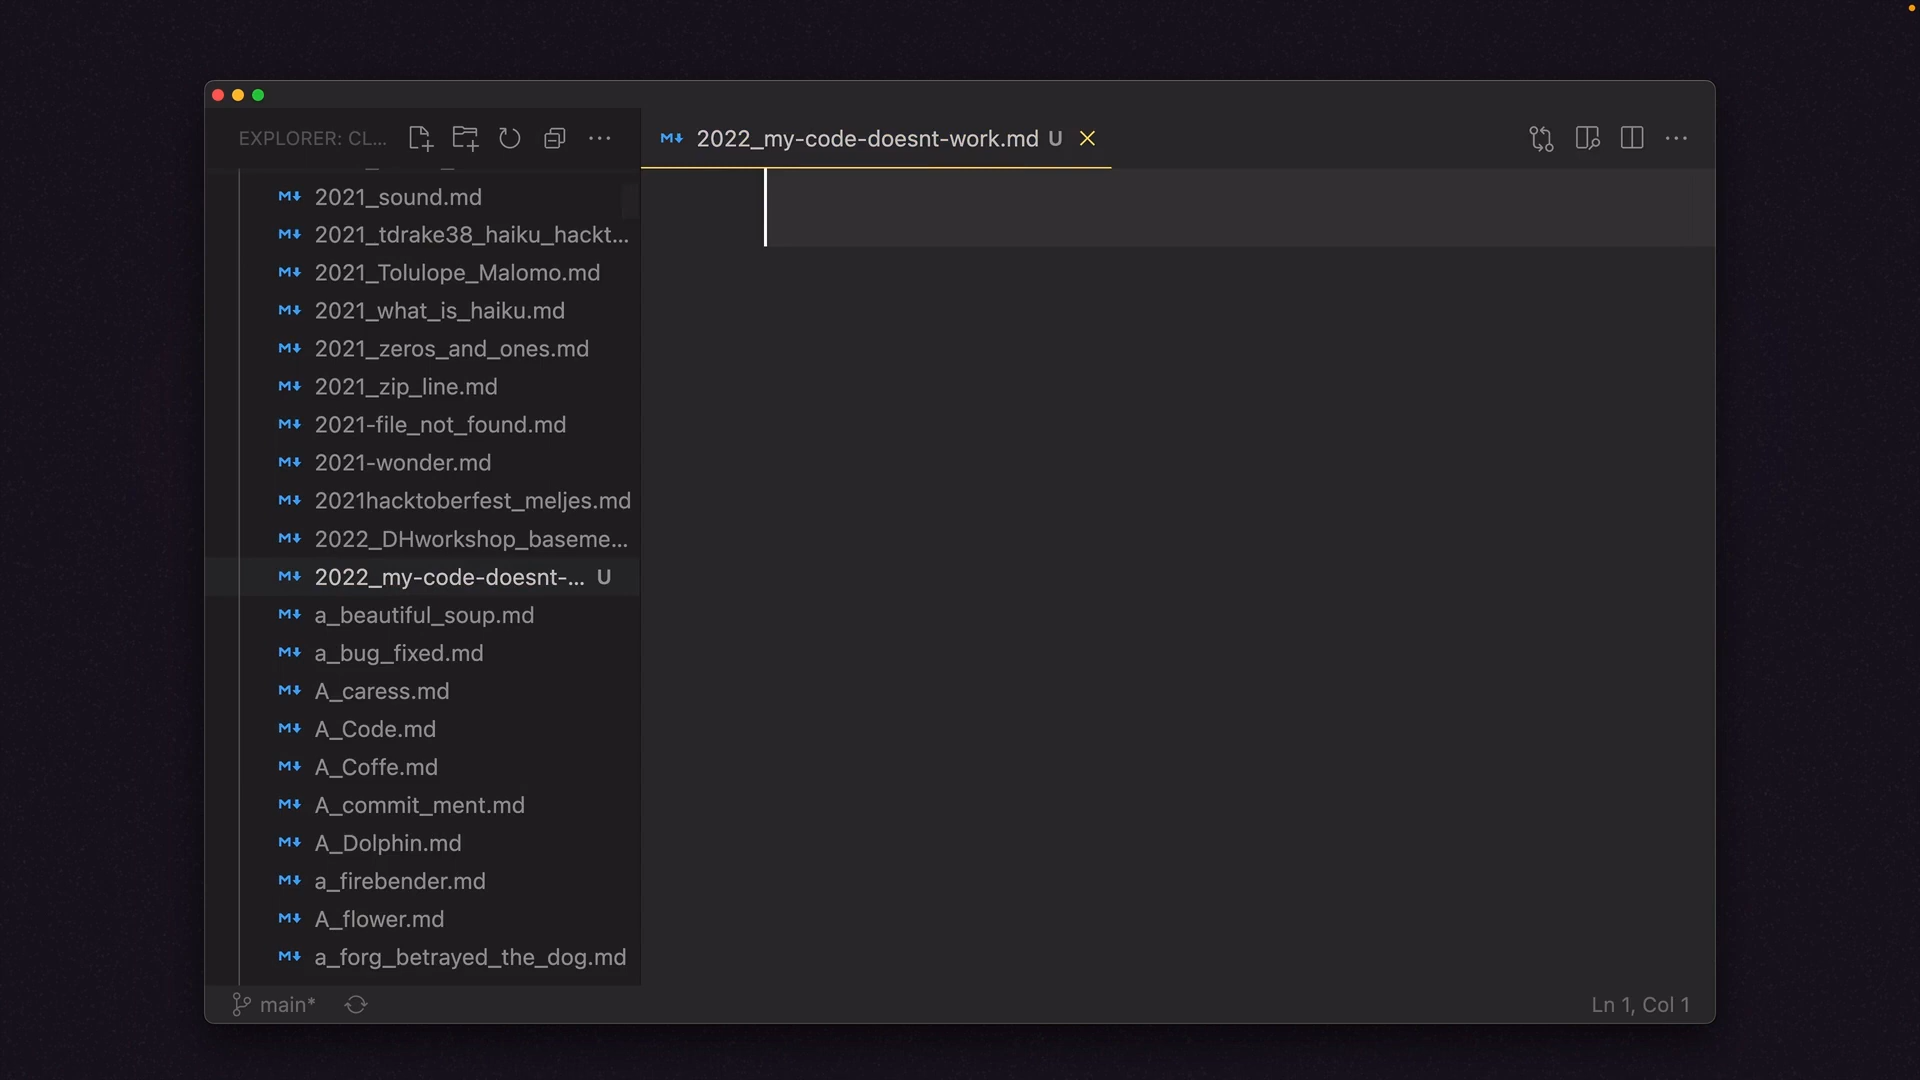 EXPLORER: CL...
2022_my-code-doesnt-work.md U
2021_sound.md
2021_tdrake38_haiku_hackt...
2021_Tolulope_Malomo.md
2021_what_is_haiku.md
2021_zeros_and_ones.md
2021_zip_line.md
2021-file_not_found.md
2021-wonder.md
2021hacktoberfest_meljes.md
2022_DHworkshop_baseme...
2022_my-code-doesnt-... U
a_beautiful_soup.md
a_bug_fixed.md
A_caress.md
A_Code.md
A_Coffe.md
A_commit_ment.md
A_Dolphin.md
a_firebender.md
A_flower.md
a_forg_betrayed_the_dog.md
main*
Ln 1, Col 1